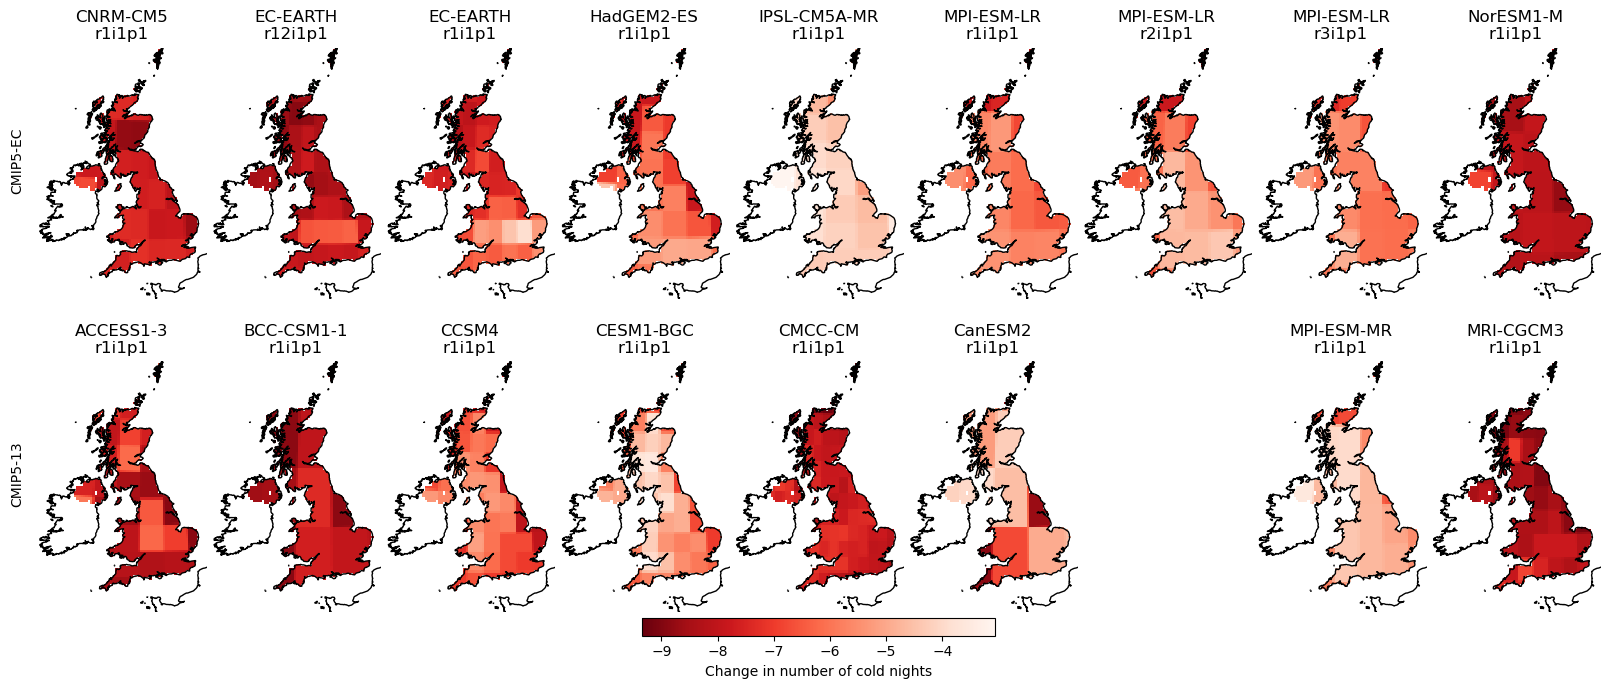 CNRM-CM5 EC-EARTH EC-EARTH HadGEM2-ES IPSL-CM5A-MR MPI-ESM-LR MPI-ESM-LR MPI-ESM-LR NorESM1-M
r1i1p1 r12i1p1 r1i1p1 r1i1p1 r1i1p1 r1i1p1 r2i1p1 r3i1p1 r1i1p1
CMIP5-EC
ACCESS1-3 BCC-CSM1-1 CCSM4 CESM1-BGC CMCC-CM CanESM2 MPI-ESM-MR MRI-CGCM3
r1i1p1 r1i1p1 r1i1p1 r1i1p1 r1i1p1 r1i1p1 r1i1p1 r1i1p1
CMIP5-13
−9 −8 −7 −6 −5 −4
Change in number of cold nights